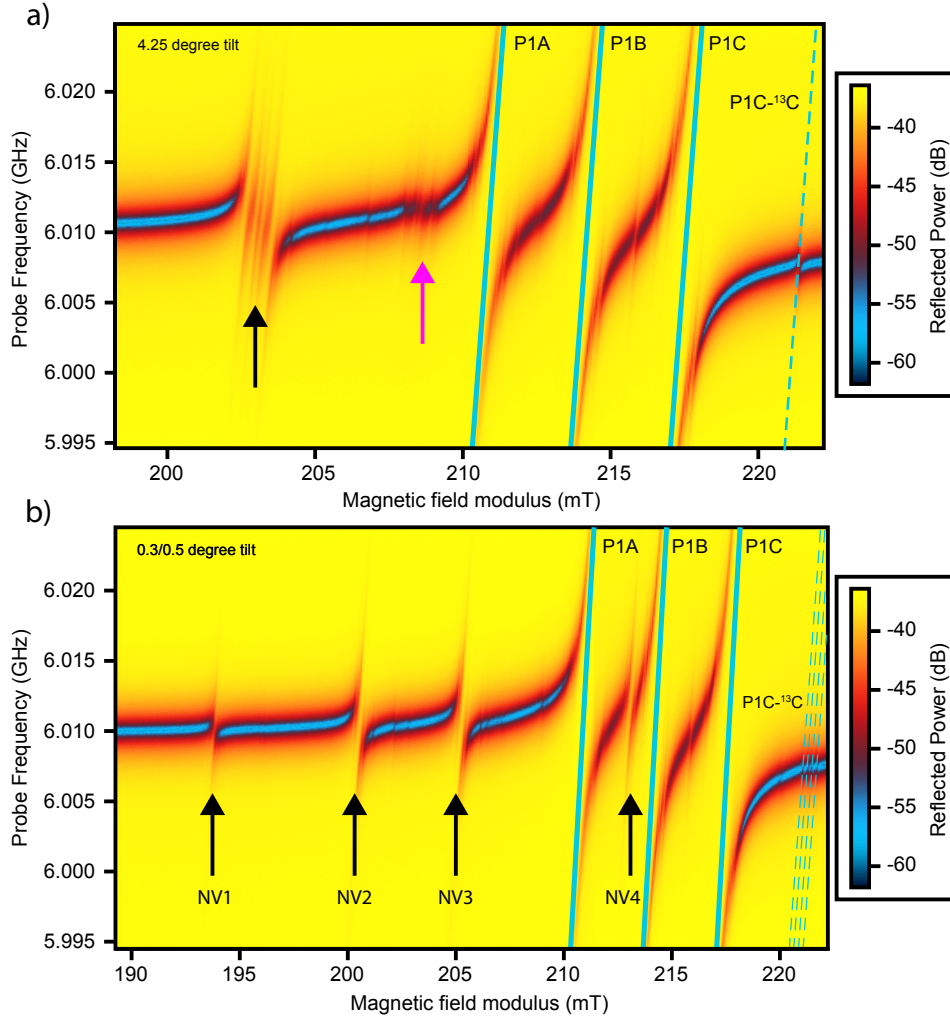 a)
4.25 degree tilt
P1A
P1B
P1C
P1C-¹³C
6.020
6.015
6.010
6.005
6.000
5.995
Probe Frequency (GHz)
200
205
210
215
220
Magnetic field modulus (mT)
-40
-45
-50
-55
-60
Reflected Power (dB)
b)
0.3/0.5 degree tilt
P1A
P1B
P1C
P1C-¹³C
6.020
6.015
6.010
6.005
6.000
5.995
Probe Frequency (GHz)
NV1
NV2
NV3
NV4
190
195
200
205
210
215
220
Magnetic field modulus (mT)
-40
-45
-50
-55
-60
Reflected Power (dB)